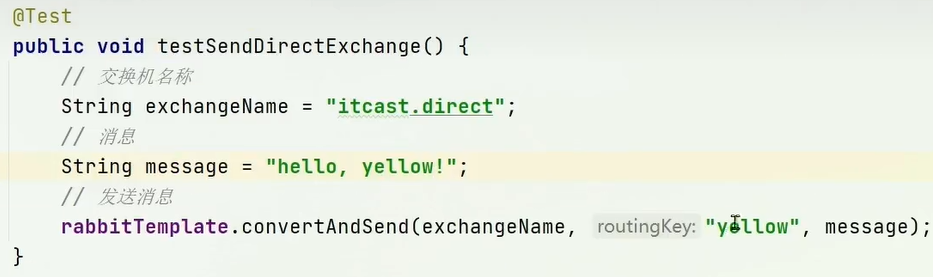 @Test
public void testSendDirectExchange() {
    // 交换机名称
    String exchangeName = "itcast.direct";
    // 消息
    String message = "hello, yellow!";
    // 发送消息
    rabbitTemplate.convertAndSend(exchangeName, routingKey: "yellow", message);
}